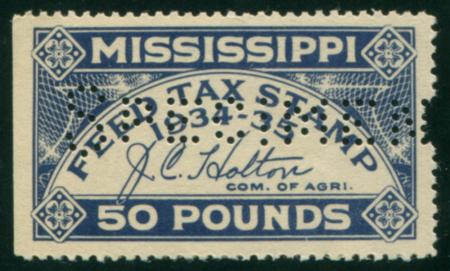 MISSISSIPPI
FEED TAX STAMP
1934-35
J.C. Holton
COM. OF AGRI.
50 POUNDS